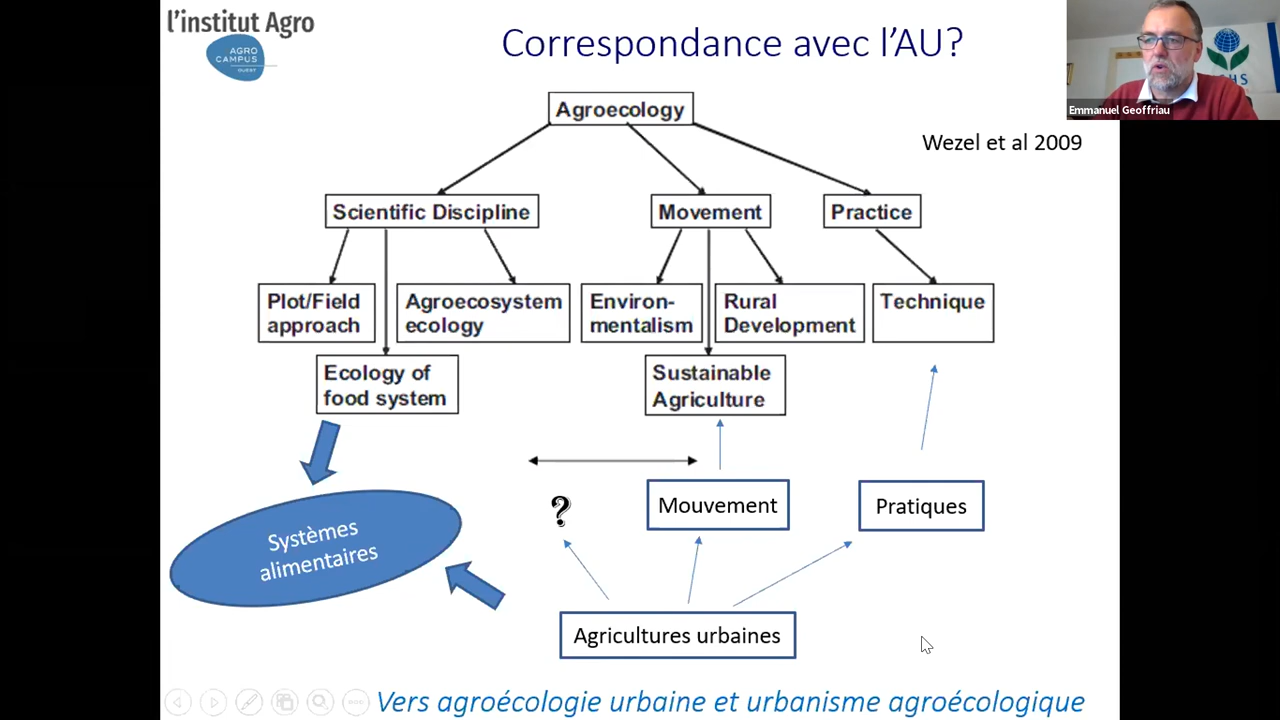 l'institut Agro
AGRO
CAMPUS
OUEST
Correspondance avec l'AU?
Emmanuel Geoffriau
Agroecology
Wezel et al 2009
Scientific Discipline
Movement
Practice
Plot/Field
approach
Agroecosystem
ecology
Environ-
mentalism
Rural
Development
Technique
Ecology of
food system
Sustainable
Agriculture
?
Mouvement
Pratiques
Systèmes
alimentaires
Agricultures urbaines
Vers agroécologie urbaine et urbanisme agroécologique